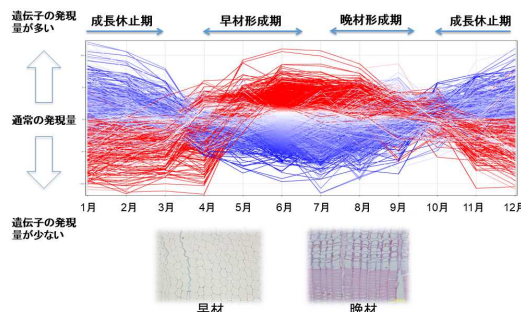 遺伝子の発現
量が多い
成長休止期
早材形成期
晩材形成期
成長休止期
通常の発現量
遺伝子の発現
量が少ない
1月 2月 3月 4月 5月 6月 7月 8月 9月 10月 11月 12月
早材
晩材